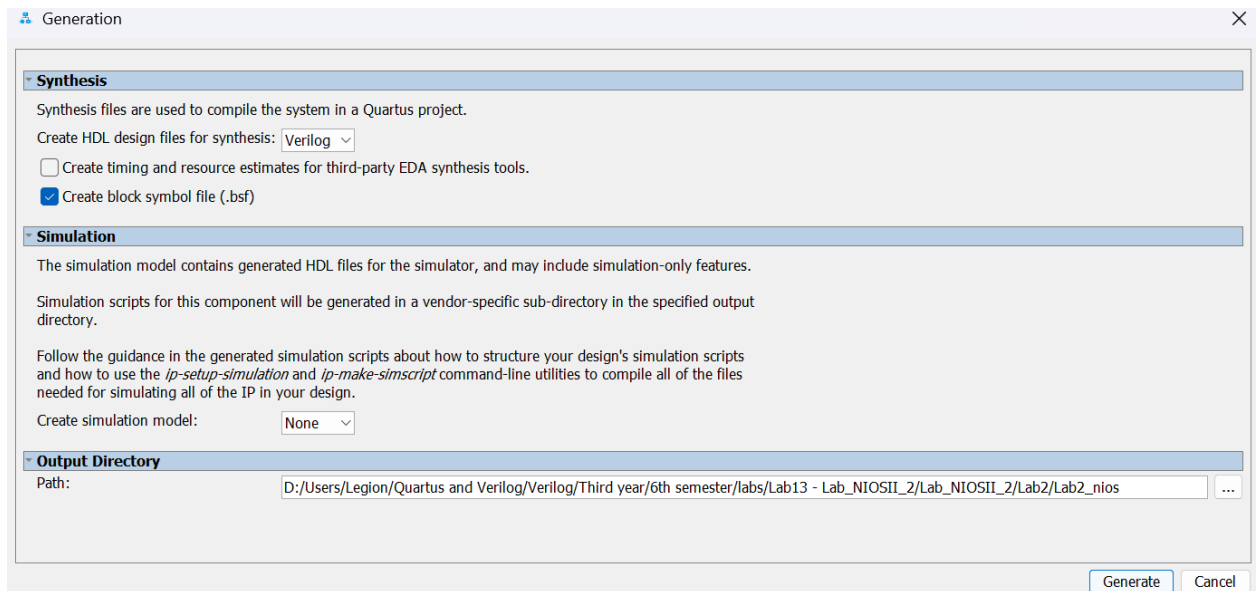 Generation
Synthesis
Synthesis files are used to compile the system in a Quartus project.
Create HDL design files for synthesis: Verilog
Create timing and resource estimates for third-party EDA synthesis tools.
Create block symbol file (.bsf)
Simulation
The simulation model contains generated HDL files for the simulator, and may include simulation-only features.
Simulation scripts for this component will be generated in a vendor-specific sub-directory in the specified output
directory.
Follow the guidance in the generated simulation scripts about how to structure your design's simulation scripts
and how to use the ip-setup-simulation and ip-make-simscript command-line utilities to compile all of the files
needed for simulating all of the IP in your design.
Create simulation model: None
Output Directory
Path: D:/Users/Legion/Quartus and Verilog/Verilog/Third year/6th semester/labs/Lab13 - Lab_NIOSII_2/Lab_NIOSII_2/Lab2/Lab2_nios ...
Generate Cancel